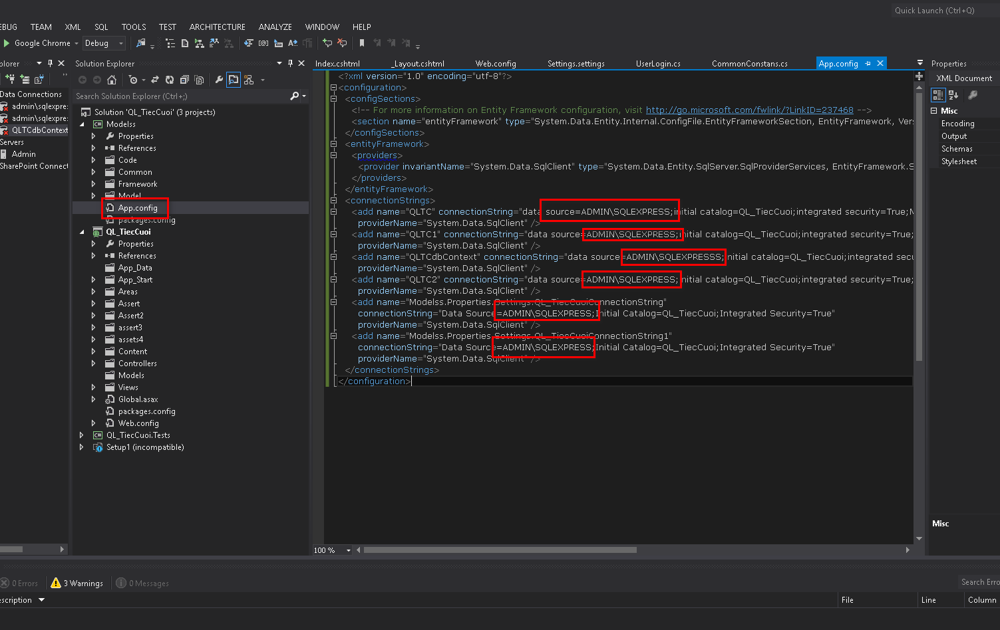 Quick Launch (Ctrl+Q)
EBUG TEAM XML SQL TOOLS TEST ARCHITECTURE ANALYZE WINDOW HELP
Google Chrome Debug
plorer
Solution Explorer
Index.cshtml _Layout.cshtml Web.config Settings.settings UserLogin.cs CommonConstans.cs App.config
Properties
Data Connections
admin\sqlexpre:
admin\sqlexpre:
QLTCdbContext
Servers
Admin
SharePoint Connect
Search Solution Explorer (Ctrl+;)
Solution 'QL_TiecCuoi' (3 projects)
Modelss
Properties
References
Code
Common
Framework
Model
App.config
packages.config
QL_TiecCuoi
Properties
References
App_Data
App_Start
Areas
Assert
Assert2
assert3
assets4
Content
Controllers
Models
Views
Global.asax
packages.config
Web.config
QL_TiecCuoi.Tests
Setup1 (incompatible)
<?xml version="1.0" encoding="utf-8"?>
<configuration>
<configSections>
<!-- For more information on Entity Framework configuration, visit http://go.microsoft.com/fwlink/?LinkID=237468 -->
<section name="entityFramework" type="System.Data.Entity.Internal.ConfigFile.EntityFrameworkSection, EntityFramework, Vers
</configSections>
<entityFramework>
<providers>
<provider invariantName="System.Data.SqlClient" type="System.Data.Entity.SqlServer.SqlProviderServices, EntityFramework.S
</providers>
</entityFramework>
<connectionStrings>
<add name="QLTC" connectionString="data source=ADMIN\SQLEXPRESS;initial catalog=QL_TiecCuoi;integrated security=True;M
providerName="System.Data.SqlClient" />
<add name="QLTC1" connectionString="data source=ADMIN\SQLEXPRESS;initial catalog=QL_TiecCuoi;integrated security=True;
providerName="System.Data.SqlClient" />
<add name="QLTCdbContext" connectionString="data source=ADMIN\SQLEXPRESSS;initial catalog=QL_TiecCuoi;integrated secu
providerName="System.Data.SqlClient" />
<add name="QLTC2" connectionString="data source=ADMIN\SQLEXPRESS;initial catalog=QL_TiecCuoi;integrated security=True;
providerName="System.Data.SqlClient" />
<add name="Modelss.Properties.Settings.QL_TiecCuoiConnectionString"
connectionString="Data Source=ADMIN\SQLEXPRESS;Initial Catalog=QL_TiecCuoi;Integrated Security=True"
providerName="System.Data.SqlClient" />
<add name="Modelss.Properties.Settings.QL_TiecCuoiConnectionString1"
connectionString="Data Source=ADMIN\SQLEXPRESS;Initial Catalog=QL_TiecCuoi;Integrated Security=True"
providerName="System.Data.SqlClient" />
</connectionStrings>
</configuration>
XML Document
Misc
Encoding
Output
Schemas
Stylesheet
Misc
100 %
0 Errors 3 Warnings 0 Messages
Search Erro
escription File Line Column